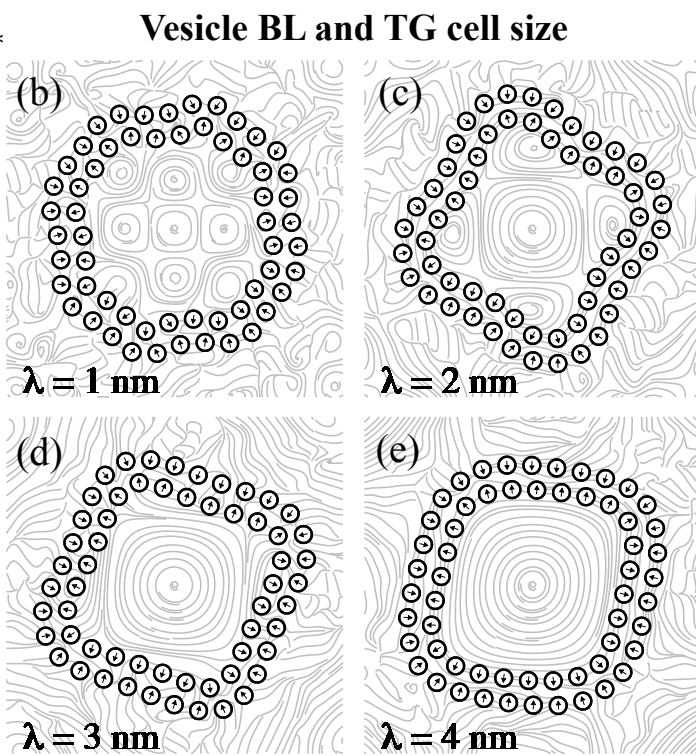 Vesicle BL and TG cell size
(b)
(c)
λ = 1 nm
λ = 2 nm
(d)
(e)
λ = 3 nm
λ = 4 nm